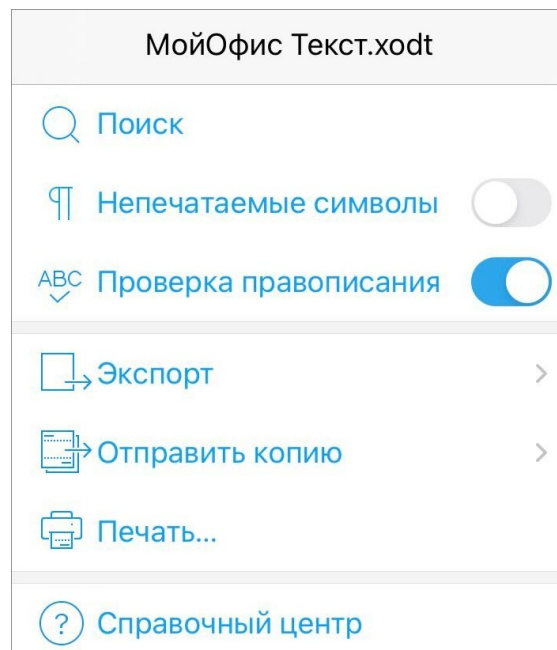 МойОфис Текст.xodt
Поиск
Непечатаемые символы
ABC Проверка правописания
Экспорт
Отправить копию
Печать...
? Справочный центр